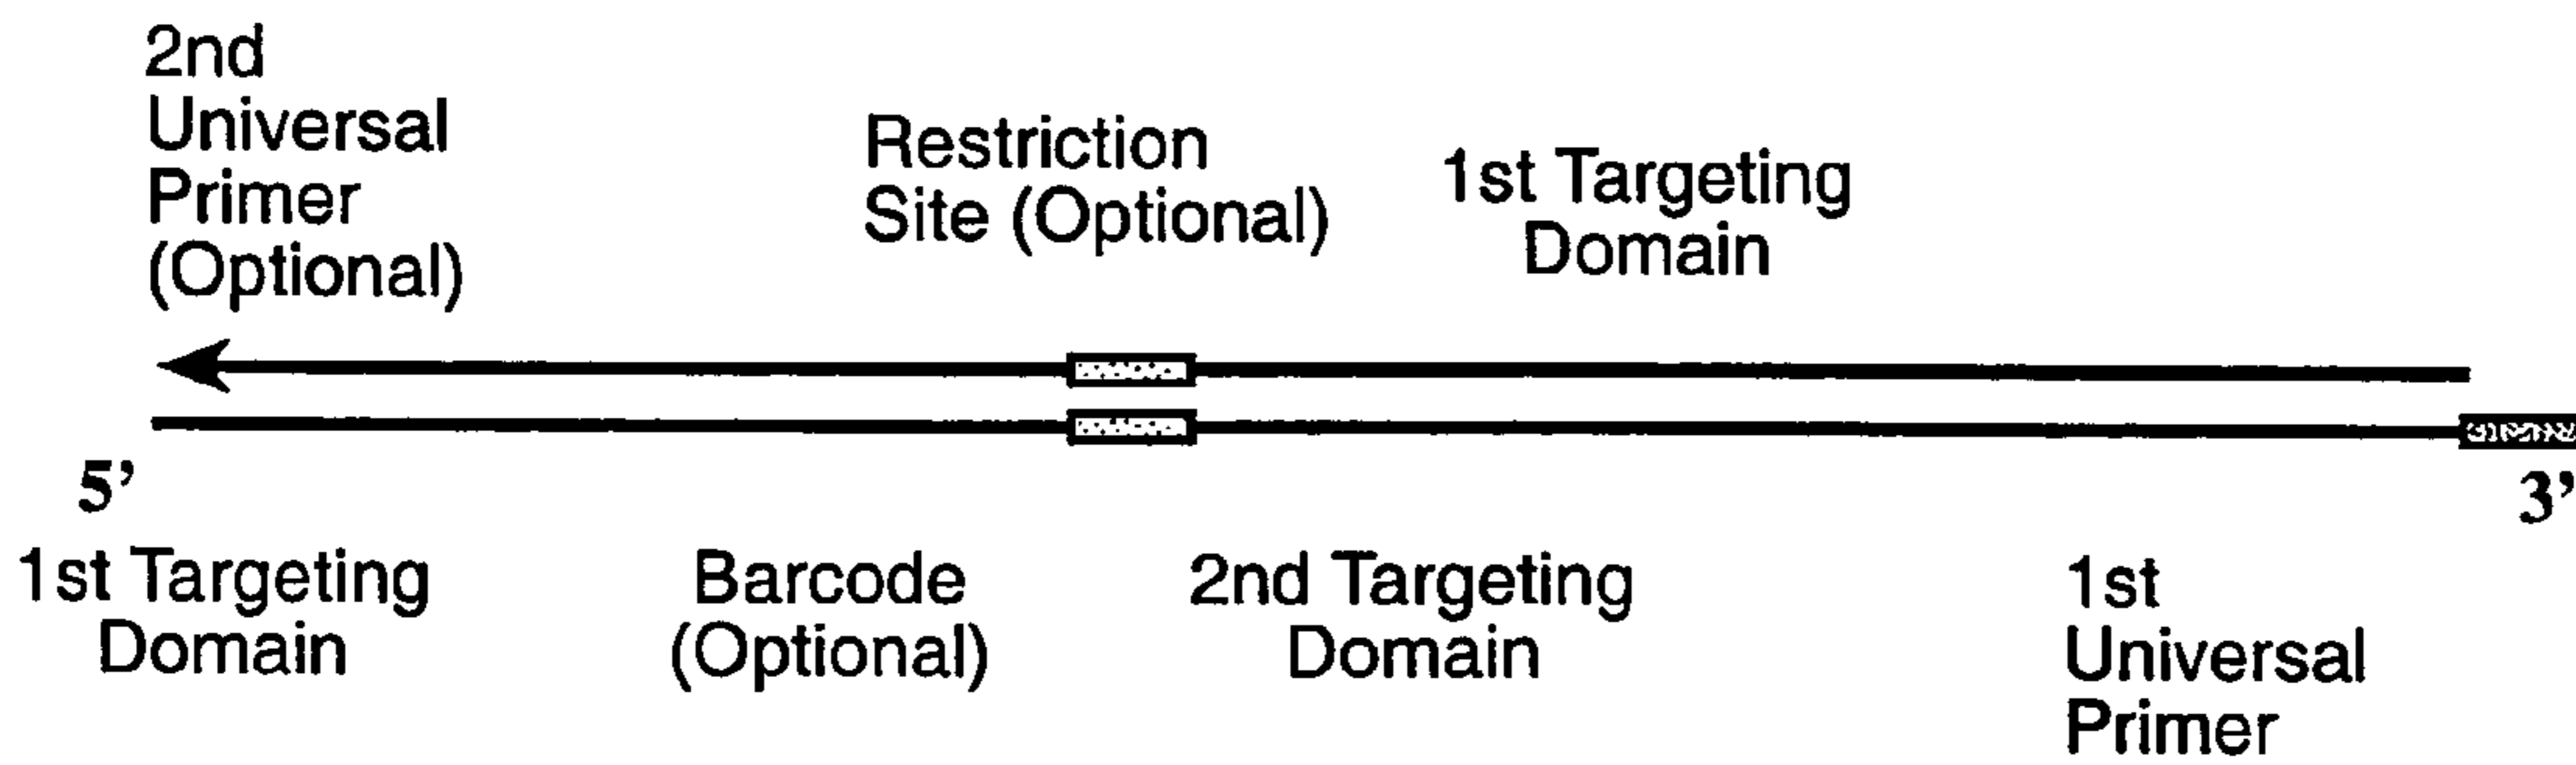 2nd
Universal
Primer
(Optional)
Restriction
Site (Optional)
1st Targeting
Domain
5’
3’
1st Targeting
Domain
Barcode
(Optional)
2nd Targeting
Domain
1st
Universal
Primer